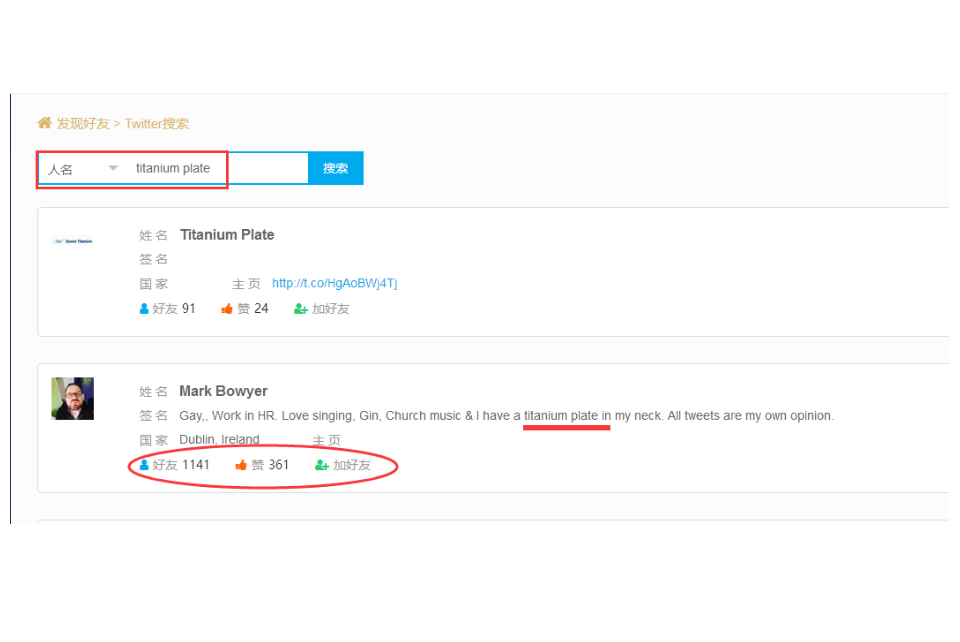 发现好友 > Twitter搜索
人名 titanium plate 搜索
姓 名 Titanium Plate
签 名
国 家 主 页 http://t.co/HgAoBWj4Tj
好友 91 赞 24 加好友
姓 名 Mark Bowyer
签 名 Gay,, Work in HR. Love singing, Gin, Church music & I have a titanium plate in my neck. All tweets are my own opinion.
国 家 Dublin, Ireland 主 页
好友 1141 赞 361 加好友